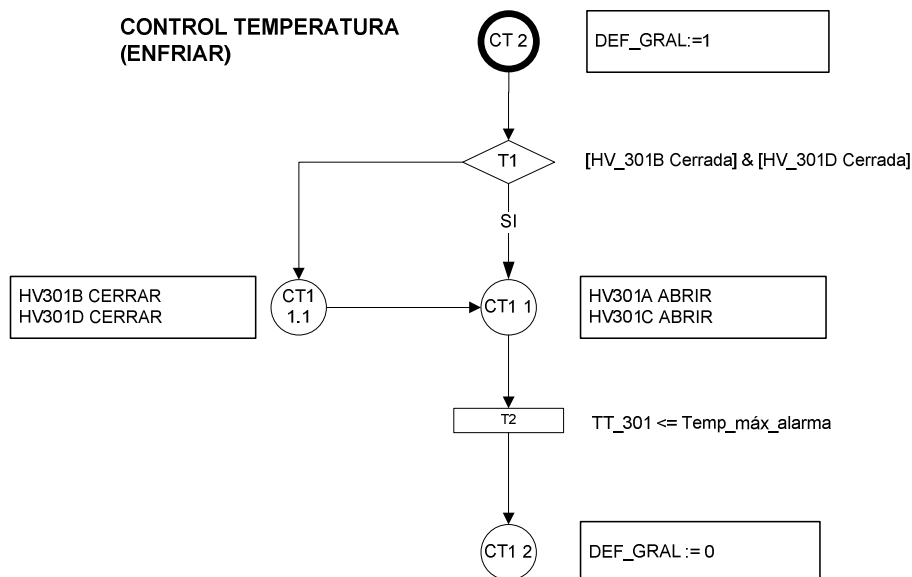 CONTROL TEMPERATURA
(ENFRIAR)
CT 2
DEF_GRAL:=1
T1
[HV_301B Cerrada] & [HV_301D Cerrada]
SI
HV301B CERRAR
HV301D CERRAR
CT1
1.1
CT1 1
HV301A ABRIR
HV301C ABRIR
T2
TT_301 <= Temp_máx_alarma
CT1 2
DEF_GRAL := 0